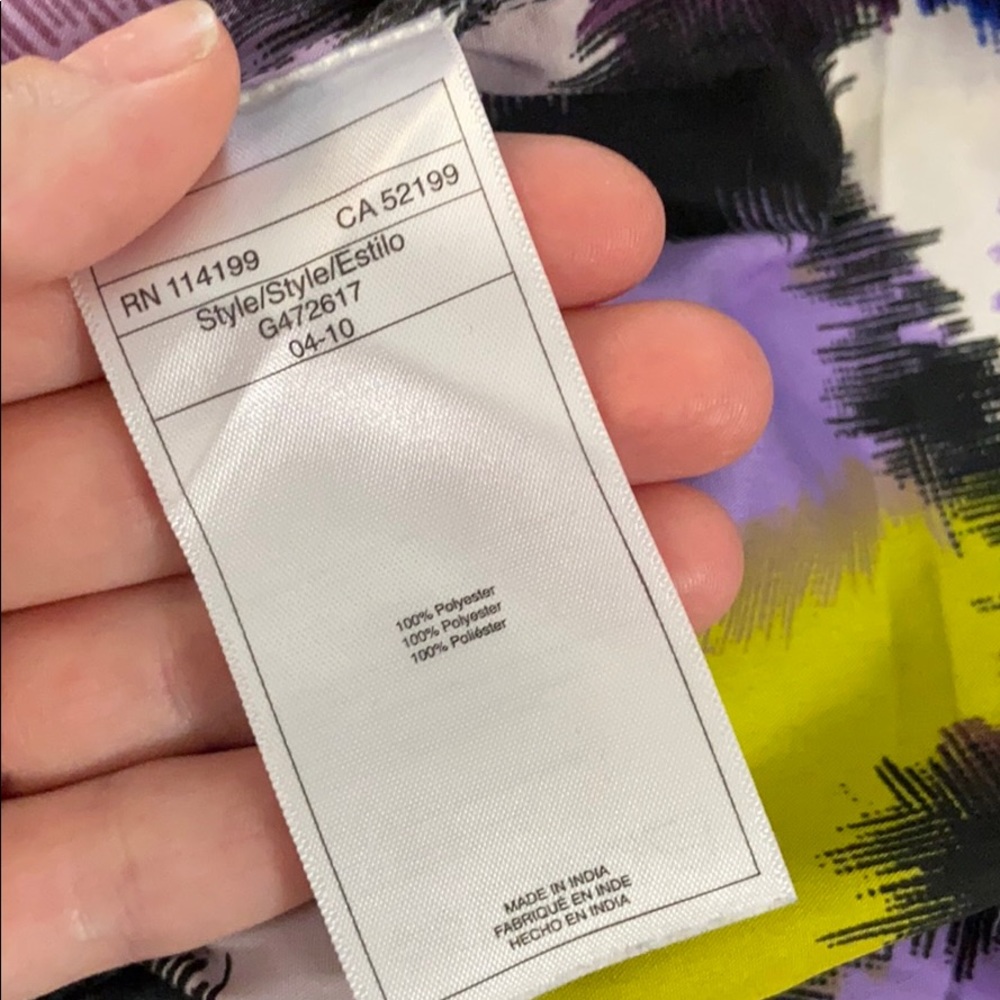 RN 114199 CA 52199
Style/Style/Estilo
G472617
04-10
100% Polyester
100% Polyester
100% Poliéster
MADE IN INDIA
FABRIQUÉ EN INDE
HECHO EN INDIA